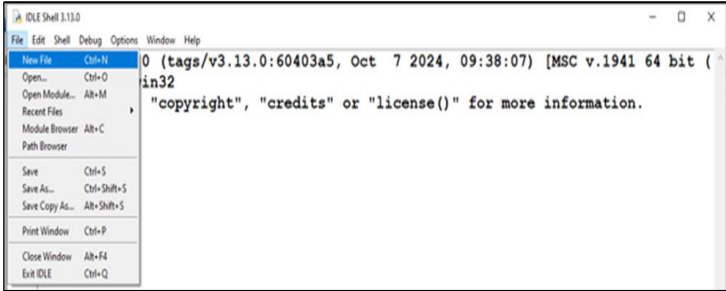 IDLE Shell 3.13.0
File Edit Shell Debug Options Window Help
New File Ctrl+N
Open... Ctrl+O
Open Module... Alt+M
Recent Files
Module Browser Alt+C
Path Browser
Save Ctrl+S
Save As... Ctrl+Shift+S
Save Copy As... Alt+Shift+S
Print Window Ctrl+P
Close Window Alt+F4
Exit IDLE Ctrl+Q
0 (tags/v3.13.0:60403a5, Oct 7 2024, 09:38:07) [MSC v.1941 64 bit (
in32
"copyright", "credits" or "license()" for more information.